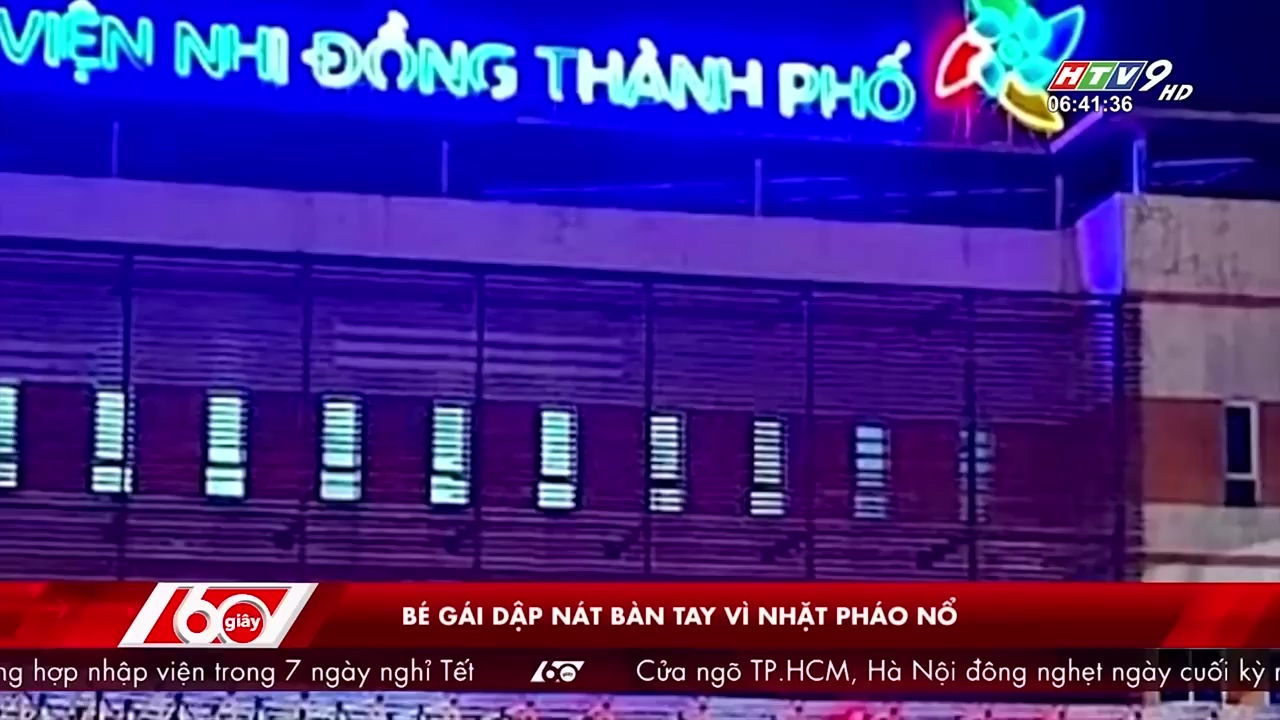 VIỆN NHI ĐỒNG THÀNH PHỐ
HTV9 HD
06:41:36
60 giây
BÉ GÁI DẬP NÁT BÀN TAY VÌ NHẶT PHÁO NỔ
ng hợp nhập viện trong 7 ngày nghỉ Tết 60 giây Cửa ngõ TP.HCM, Hà Nội đông nghẹt ngày cuối kỳ